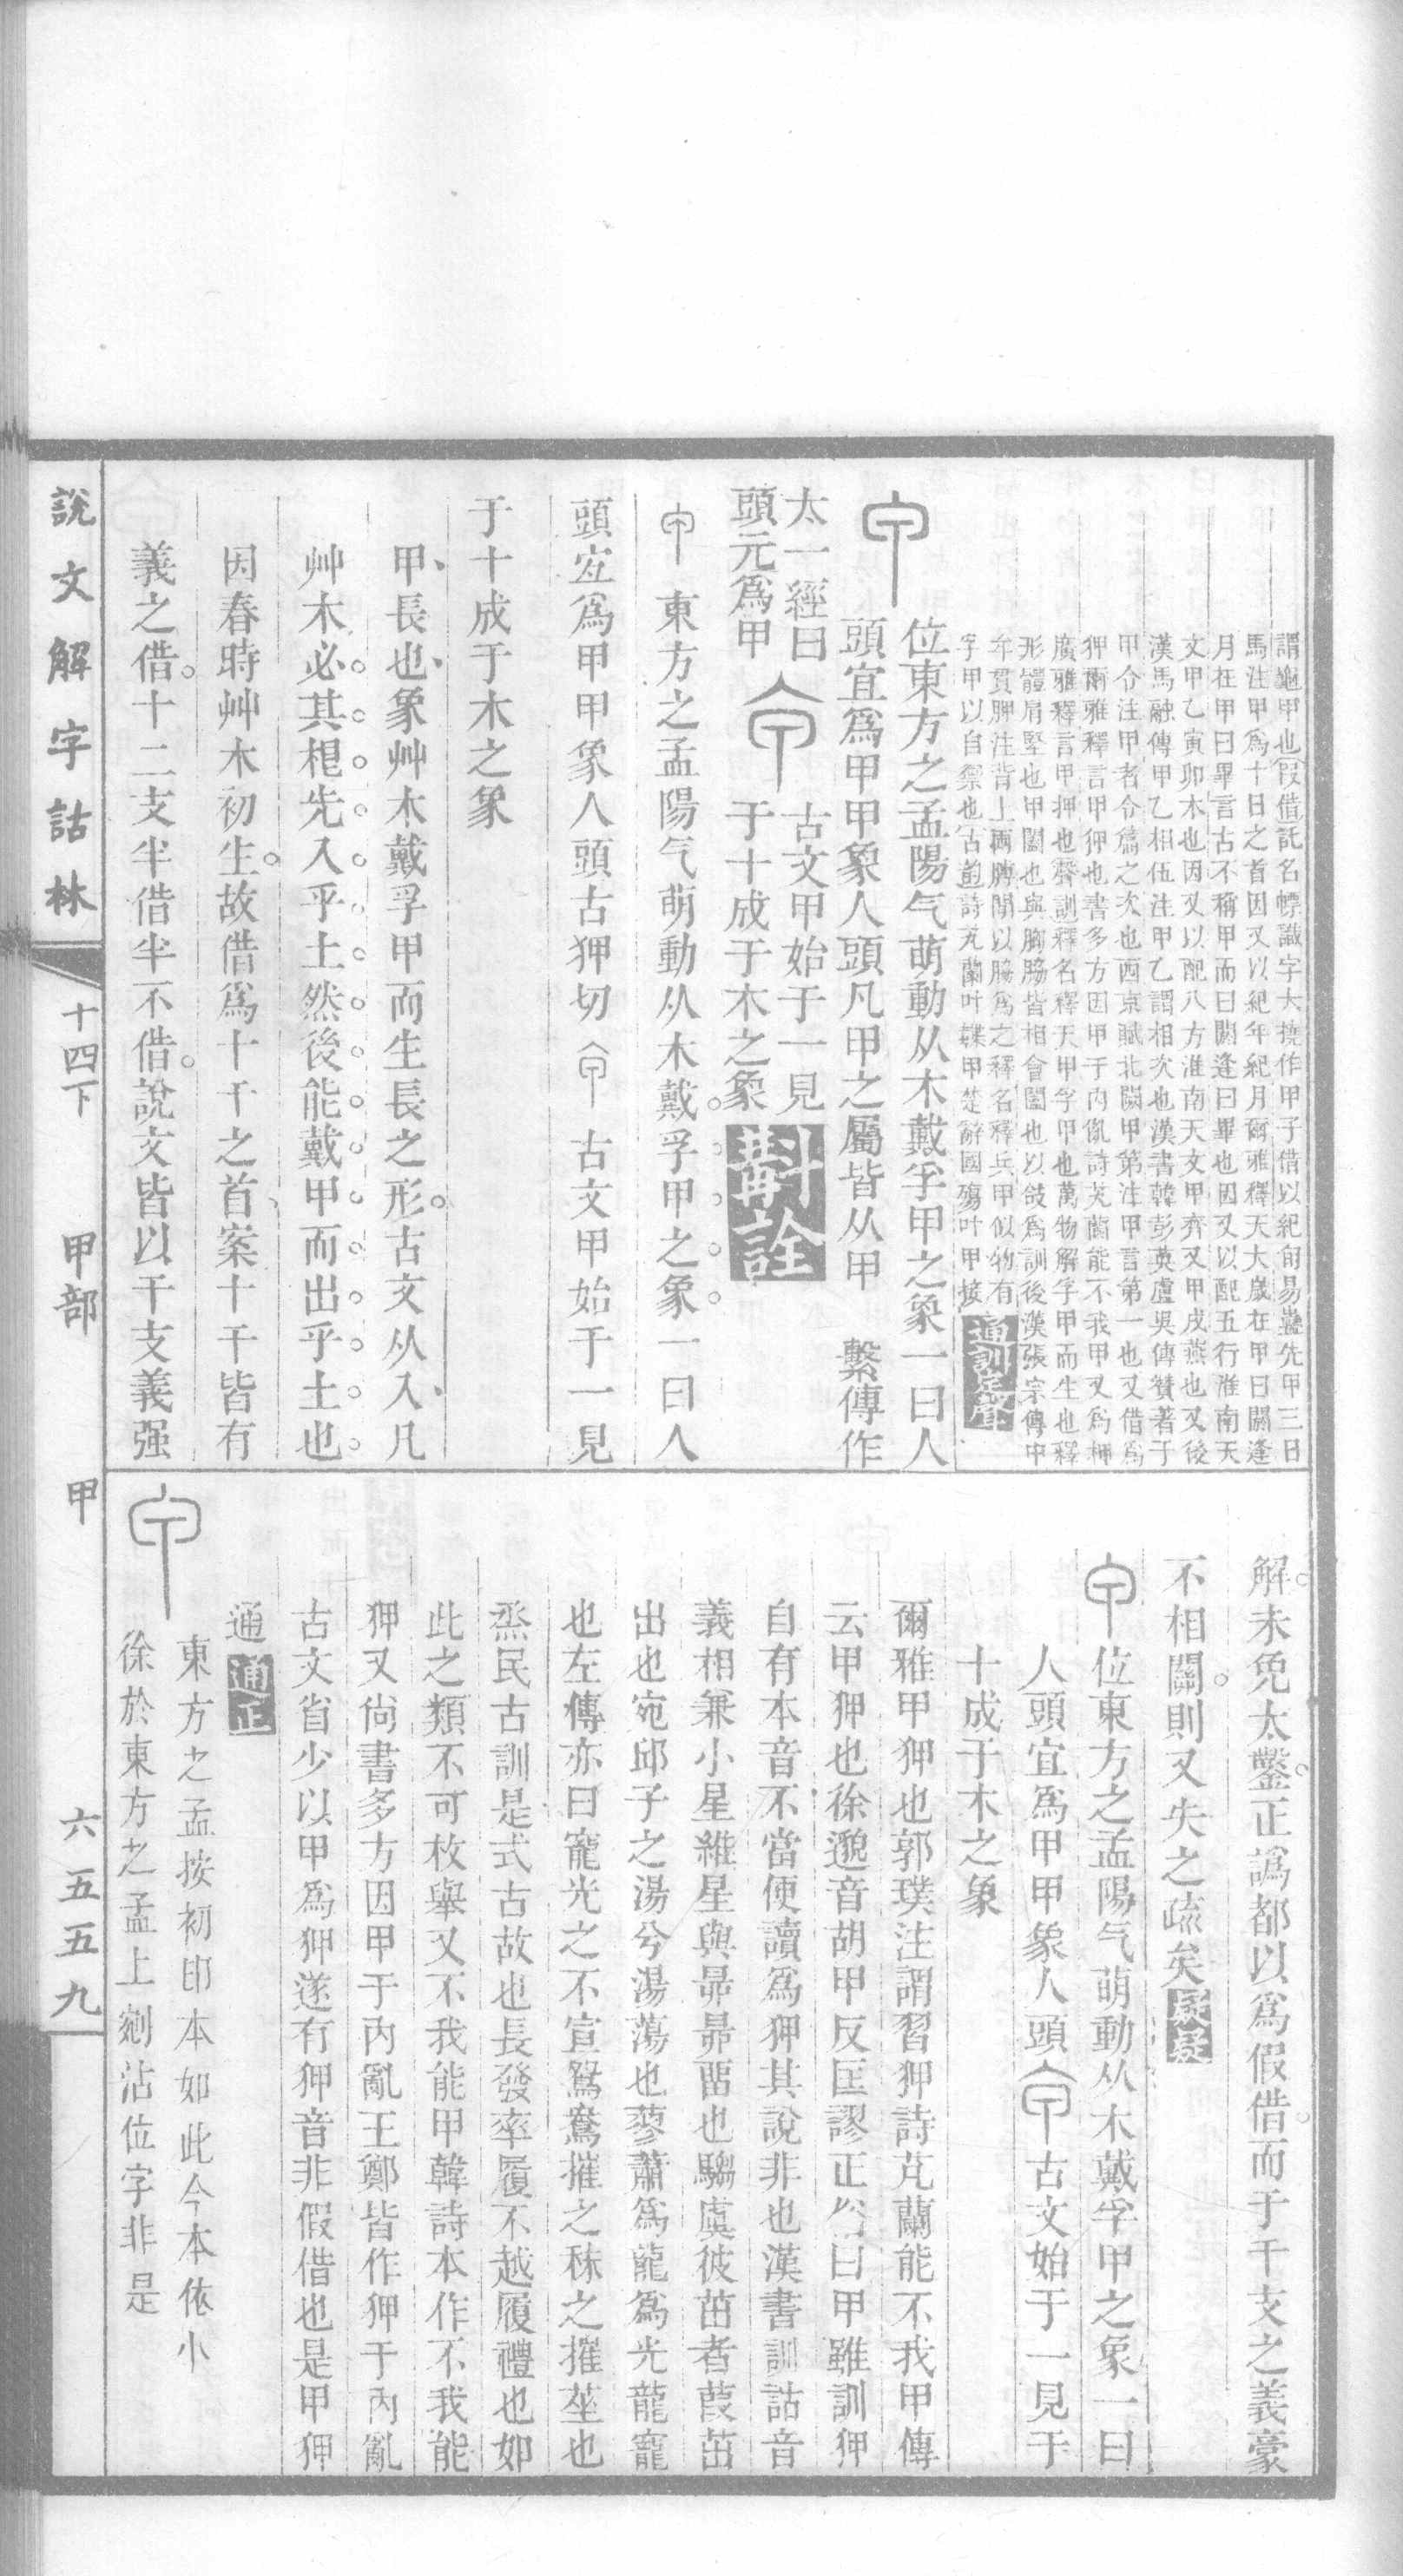 謂龜甲也假借託名幖識字大撓作甲子借以紀旬易蠱先甲三日
馬注甲爲十日之首因又以紀年紀月爾雅釋天大歲在甲曰閼逢
月在甲曰畢言古不稱甲而曰閼逢曰畢也因又以配五行淮南天
文甲乙寅卯木也因又以配八方淮南天文甲齊又甲戌燕也又後
漢馬融傳甲乙相伍注甲乙謂相次也漢書韓彭英盧吳傳贊著于
甲令注甲者令篇之次也西京賦北闕甲第注甲言第一也又借爲
狎爾雅釋言甲狎也書多方因甲于内亂詩芄蘭能不我甲又爲柙
廣雅釋言甲押也聲訓釋名釋天甲孚甲也萬物解孚甲而生也釋
形體肩堅也甲闔也與胸脇皆相會闔也以敆爲訓後漢張宗傳中
矛貫胛注背上兩膊間以脇爲之釋名釋兵甲似物有
孚甲以自禦也古韵詩芄蘭叶韘甲楚辭國殤叶甲接 通訓定聲
位東方之孟陽气萌動从木戴孚甲之象一曰人
頭宜爲甲甲象人頭凡甲之屬皆从甲 繫傳作
太一經曰
頭元爲甲 古文甲始于一見
于十成于木之象 斠詮
東方之孟陽气萌動从木戴孚甲之象一曰人
頭宐爲甲甲象人頭古狎切 古文甲始于一見
于十成于木之象
甲長也象艸木戴孚甲而生長之形古文从入凡
艸木必其根先入乎土然後能戴甲而出乎土也
因春時艸木初生故借爲十干之首案十干皆有
義之借十二支半借半不借說文皆以干支義强
解未免太鑿正譌都以爲假借而于干支之義豪
不相關則又失之疏矣 疑疑
位東方之孟陽气萌動从木戴孚甲之象一曰
人頭宜爲甲甲象人頭 古文始于一見于
十成于木之象
爾雅甲狎也郭璞注謂習狎詩芄蘭能不我甲傳
云甲狎也徐邈音胡甲反匡謬正俗曰甲雖訓狎
自有本音不當便讀爲狎其說非也漢書訓詁音
義相兼小星維星與昴昴畱也騶虞彼茁者葭茁
出也宛邱子之湯兮湯蕩也蓼蕭爲龍爲光龍寵
也左傳亦曰寵光之不宣鴛鴦摧之秣之摧莝也
烝民古訓是式古故也長發率履不越履禮也如
此之類不可枚舉又不我能甲韓詩本作不我能
狎又尚書多方因甲于内亂王鄭皆作狎于内亂
古文省少以甲爲狎遂有狎音非假借也是甲狎
通 通正
東方之孟按初印本如此今本依小
徐於東方之孟上剜沾位字非是
說文解字詁林 十四下 甲部 甲 六五五九